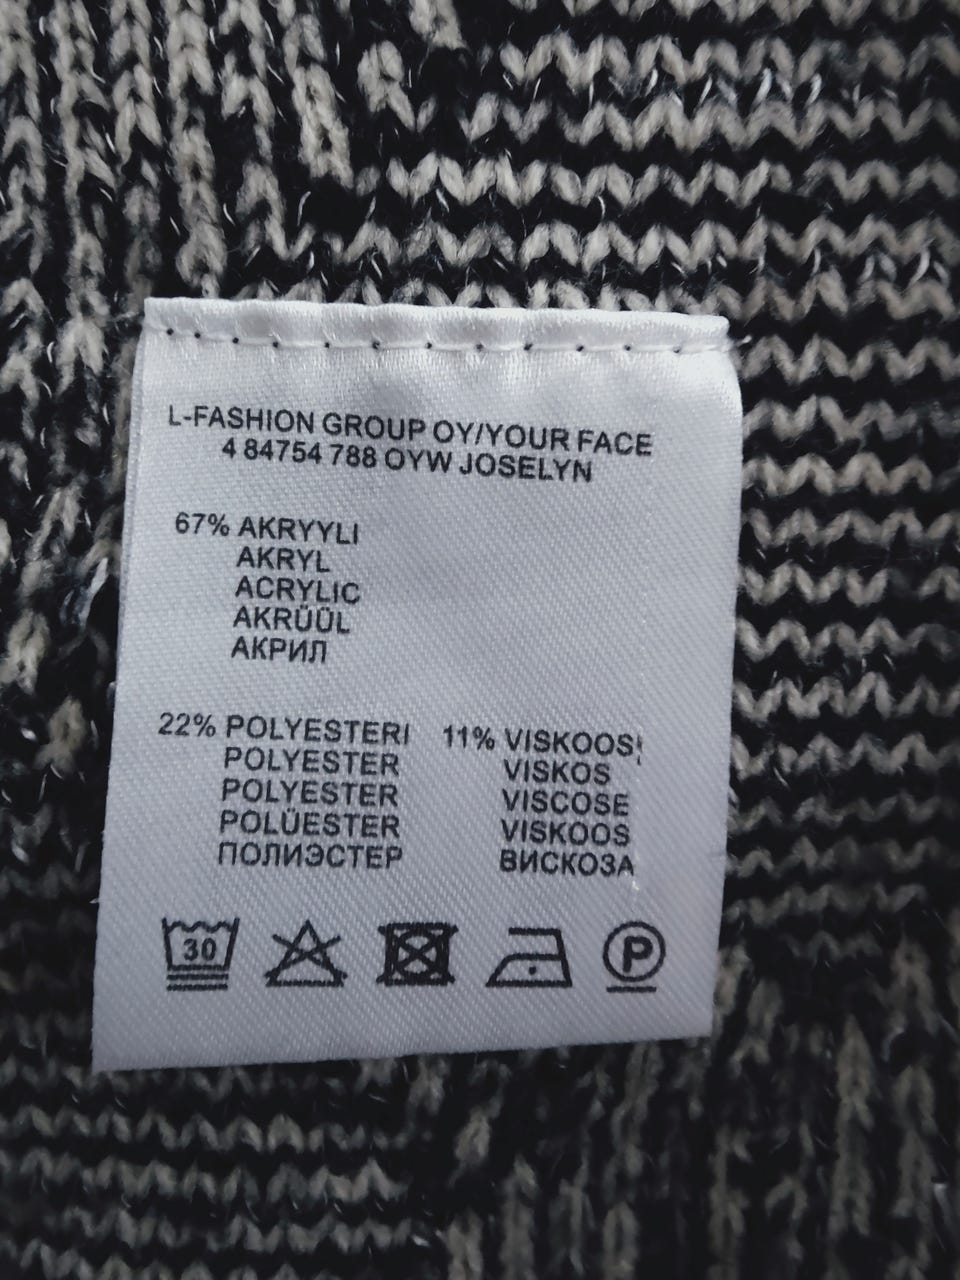 L-FASHION GROUP OY/YOUR FACE
4 84754 788 OYW JOSELYN
67% AKRYYLI
AKRYL
ACRYLIC
AKRÜÜL
АКРИЛ
22% POLYESTERI
POLYESTER
POLYESTER
POLÜESTER
ПОЛИЭСТЕР
11% VISKOOSI
VISKOS
VISCOSE
VISKOOS
ВИСКОЗА
30
P